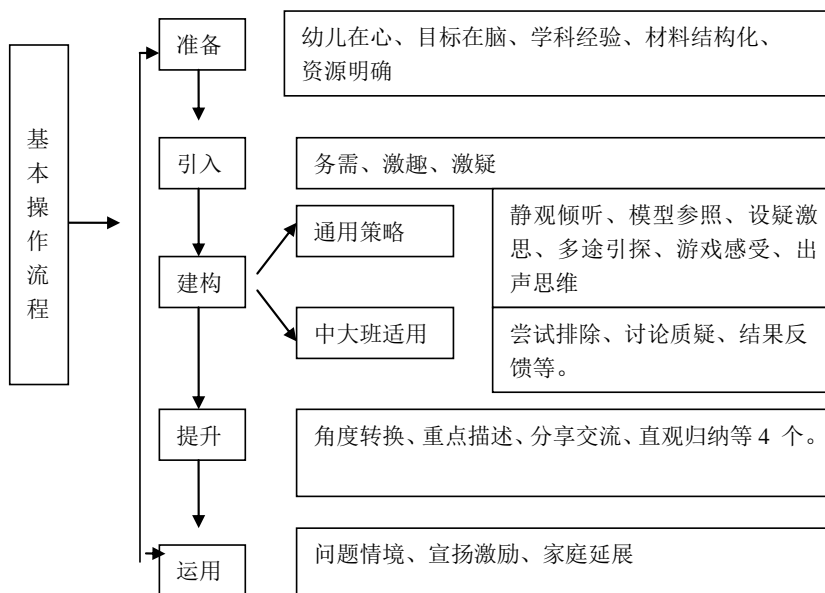 基本操作流程
准备
幼儿在心、目标在脑、学科经验、材料结构化、
资源明确
引入
务需、激趣、激疑
建构
通用策略
静观倾听、模型参照、设疑激
思、多途引探、游戏感受、出
声思维
中大班适用
尝试排除、讨论质疑、结果反
馈等。
提升
角度转换、重点描述、分享交流、直观归纳等 4 个。
运用
问题情境、宣扬激励、家庭延展